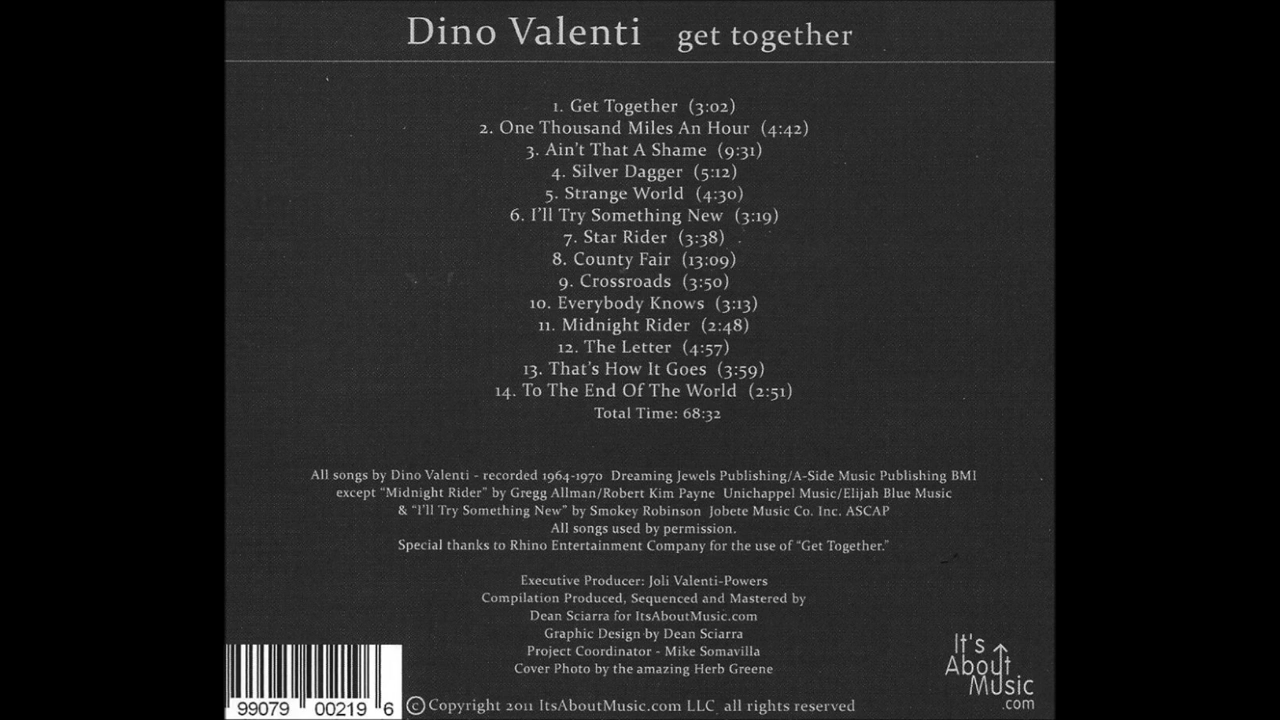 Dino Valenti get together
1. Get Together (3:02)
2. One Thousand Miles An Hour (4:42)
3. Ain't That A Shame (9:31)
4. Silver Dagger (5:12)
5. Strange World (4:30)
6. I'll Try Something New (3:19)
7. Star Rider (3:38)
8. County Fair (13:09)
9. Crossroads (3:50)
10. Everybody Knows (3:13)
11. Midnight Rider (2:48)
12. The Letter (4:57)
13. That's How It Goes (3:59)
14. To The End Of The World (2:51)
Total Time: 68:32
All songs by Dino Valenti - recorded 1964-1970 Dreaming Jewels Publishing/A-Side Music Publishing BMI
except "Midnight Rider" by Gregg Allman/Robert Kim Payne Unichappel Music/Elijah Blue Music
& "I'll Try Something New" by Smokey Robinson Jobete Music Co. Inc. ASCAP
All songs used by permission.
Special thanks to Rhino Entertainment Company for the use of "Get Together."
Executive Producer: Joli Valenti-Powers
Compilation Produced, Sequenced and Mastered by
Dean Sciarra for ItsAboutMusic.com
Graphic Design by Dean Sciarra
Project Coordinator - Mike Somavilla
Cover Photo by the amazing Herb Greene
It's
About
Music
.com
99079 00219 6
© Copyright 2011 ItsAboutMusic.com LLC all rights reserved